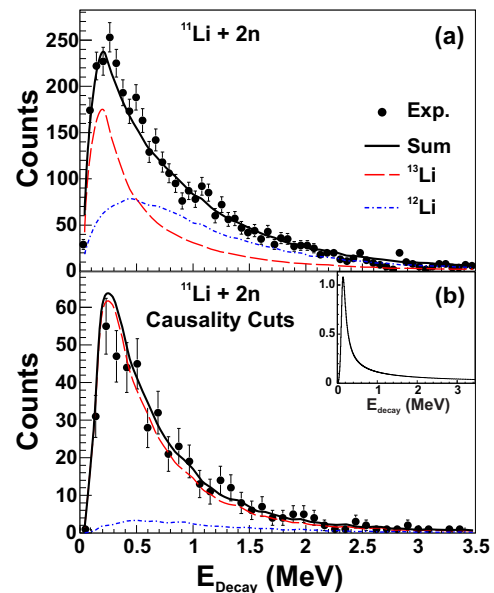 ¹¹Li + 2n
(a)
Counts
250
200
150
100
50
0
Exp.
Sum
¹³Li
¹²Li
¹¹Li + 2n
Causality Cuts
(b)
Counts
60
50
40
30
20
10
0
1.0
0.5
0
0 1 2 3
E_decay (MeV)
0 0.5 1 1.5 2 2.5 3 3.5
E_Decay (MeV)